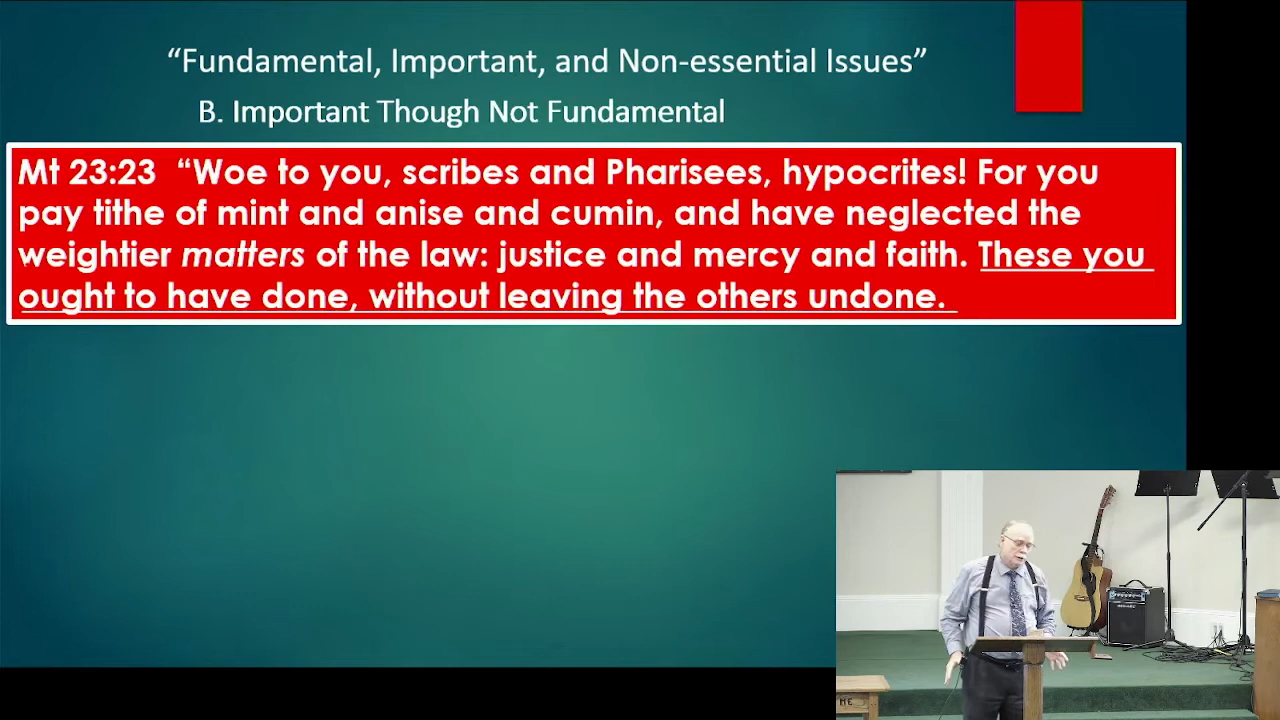 “Fundamental, Important, and Non-essential Issues”
B. Important Though Not Fundamental
Mt 23:23 “Woe to you, scribes and Pharisees, hypocrites! For you
pay tithe of mint and anise and cumin, and have neglected the
weightier matters of the law: justice and mercy and faith. These you
ought to have done, without leaving the others undone.
ME